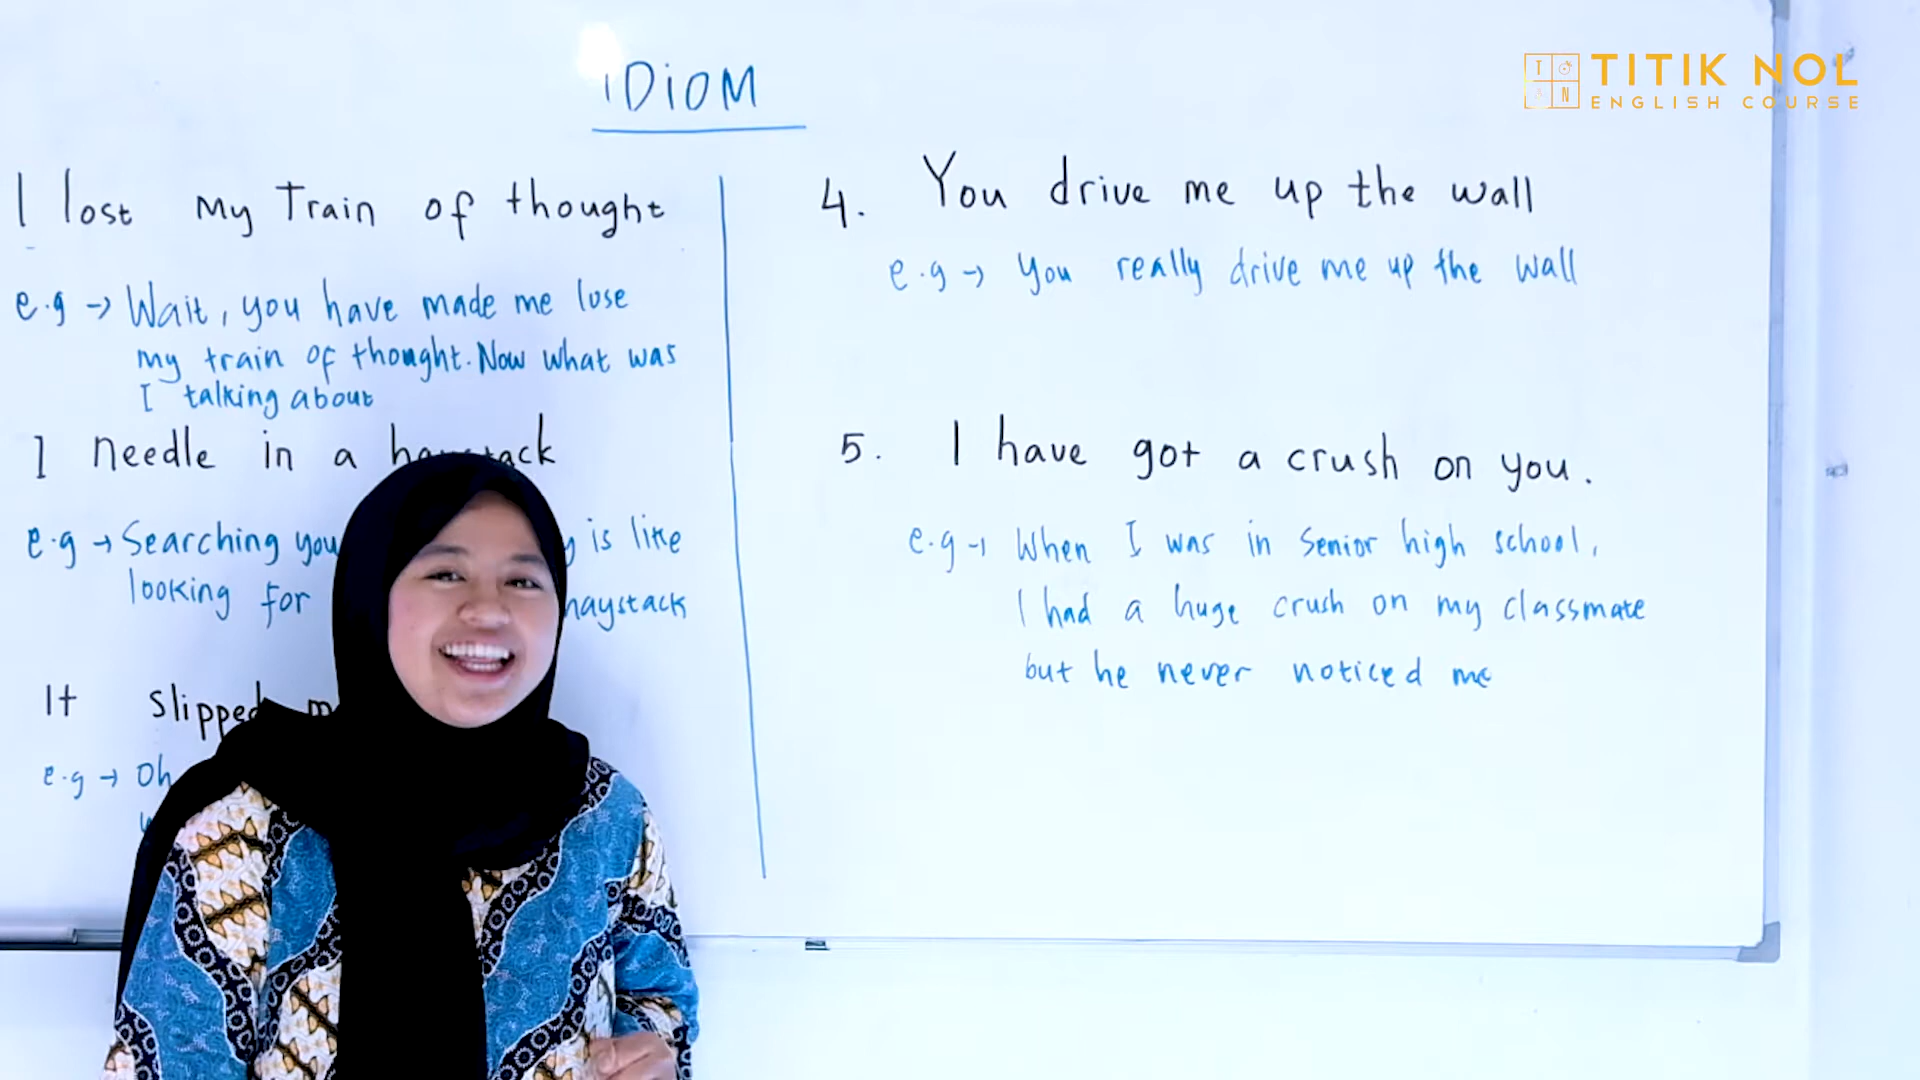 IDIOM
TITIK NOL
ENGLISH COURSE
I lost my Train of thought
e.g → Wait, you have made me lose
my train of thought. Now what was
I talking about
I needle in a haystack
e.g → Searching you is like
looking for haystack
It slipped
e.g → Oh
4. You drive me up the wall
e.g → You really drive me up the wall
5. I have got a crush on you.
e.g → When I was in Senior high school,
I had a huge crush on my classmate
but he never noticed me